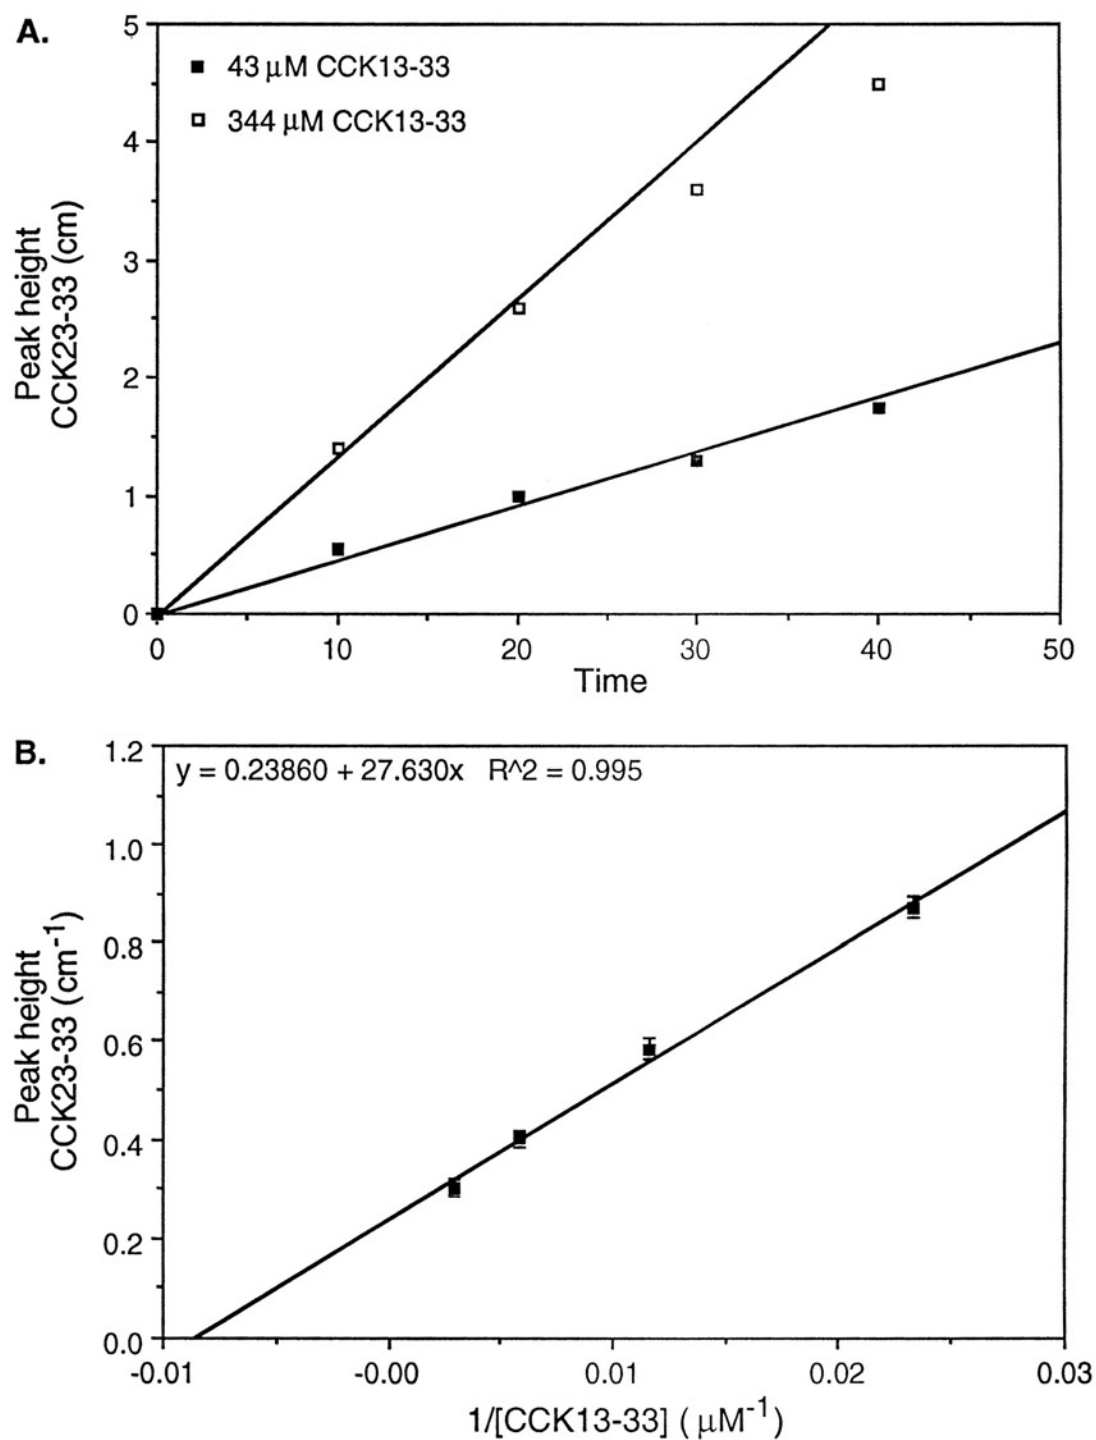 A.
5
43 µM CCK13-33
344 µM CCK13-33
4
3
2
1
0
Peak height
CCK23-33 (cm)
0 10 20 30 40 50
Time
B.
1.2
y = 0.23860 + 27.630x R^2 = 0.995
1.0
0.8
0.6
0.4
0.2
0.0
Peak height
CCK23-33 (cm-1)
-0.01 -0.00 0.01 0.02 0.03
1/[CCK13-33] ( µM-1)